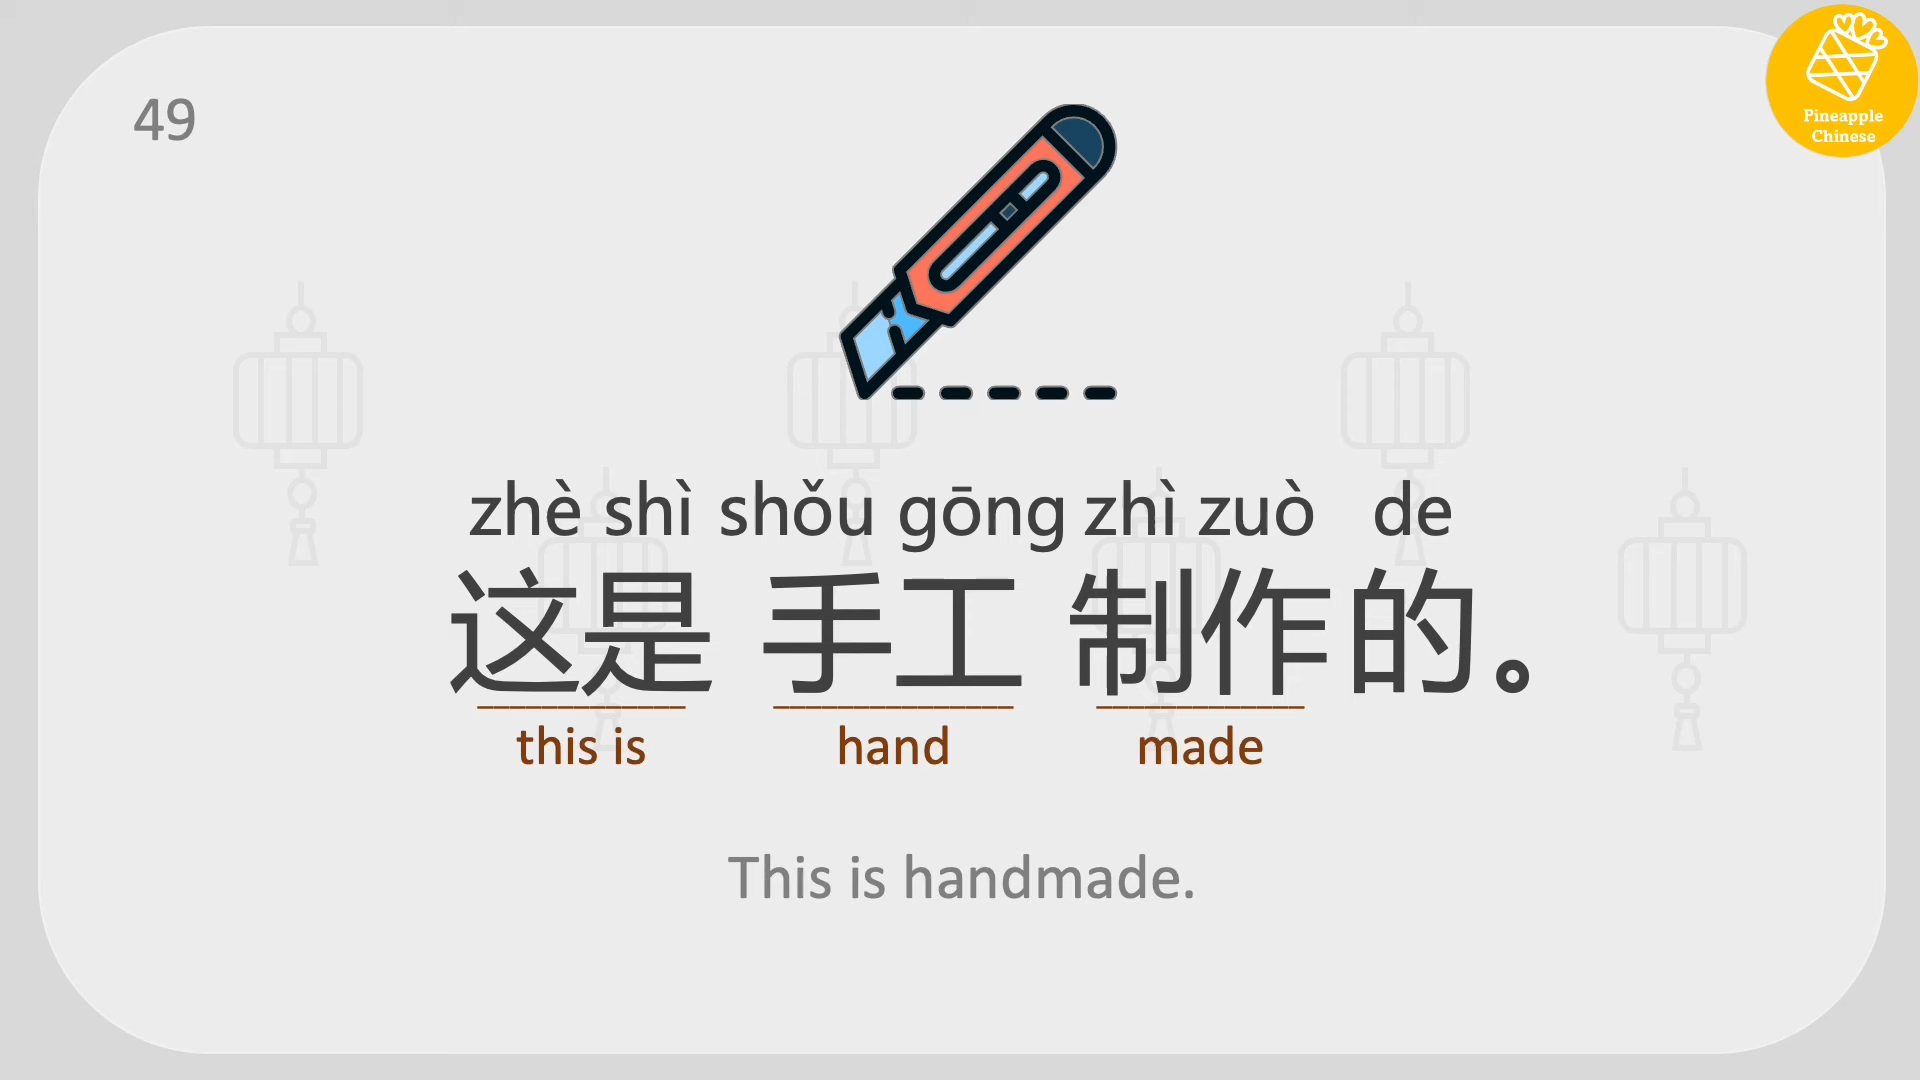 49
Pineapple
Chinese
zhè shì shǒu gōng zhì zuò de
这是 手工 制作的。
this is hand made
This is handmade.